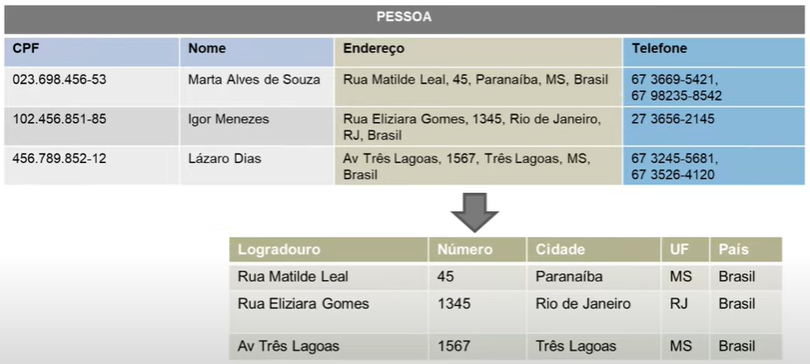 PESSOA
CPF Nome Endereço Telefone
023.698.456-53 Marta Alves de Souza Rua Matilde Leal, 45, Paranaíba, MS, Brasil 67 3669-5421,
67 98235-8542
102.456.851-85 Igor Menezes Rua Eliziara Gomes, 1345, Rio de Janeiro, 27 3656-2145
RJ, Brasil
456.789.852-12 Lázaro Dias Av Três Lagoas, 1567, Três Lagoas, MS, 67 3245-5681,
Brasil 67 3526-4120
Logradouro Número Cidade UF País
Rua Matilde Leal 45 Paranaíba MS Brasil
Rua Eliziara Gomes 1345 Rio de Janeiro RJ Brasil
Av Três Lagoas 1567 Três Lagoas MS Brasil